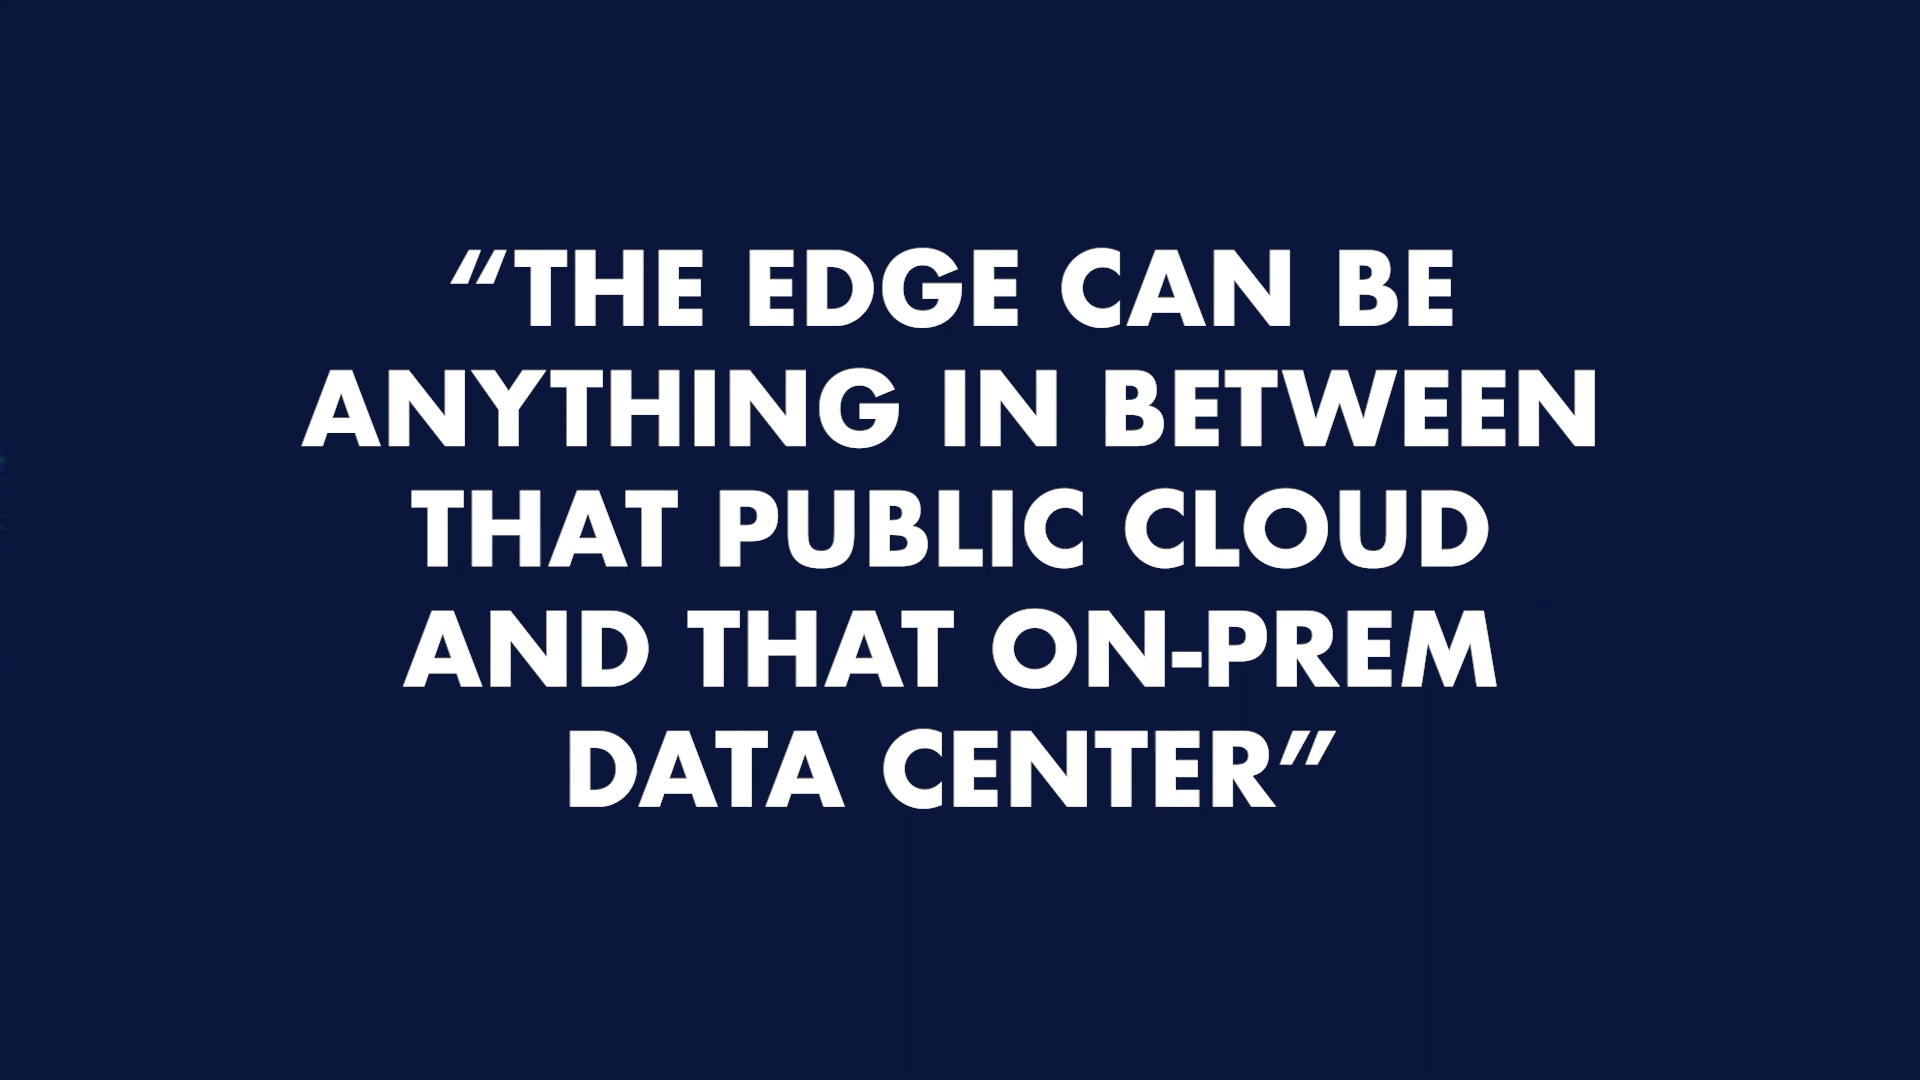 “THE EDGE CAN BE
ANYTHING IN BETWEEN
THAT PUBLIC CLOUD
AND THAT ON-PREM
DATA CENTER”